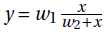 y = w₁ x/(w₂+x)